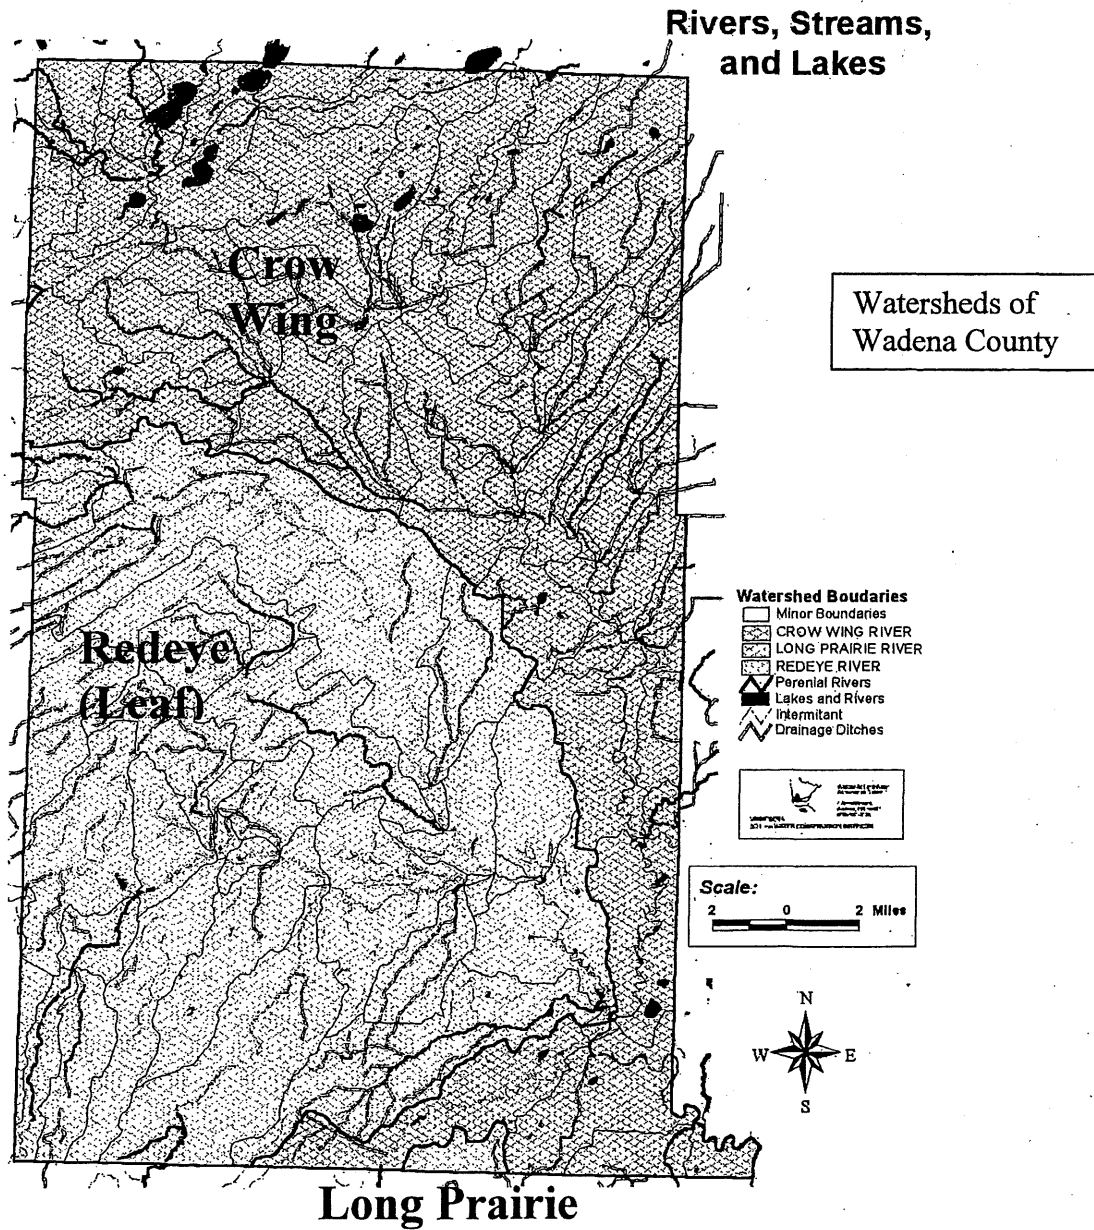 Rivers, Streams,
and Lakes
Crow
Wing
Watersheds of
Wadena County
Redeye
(Leaf)
Watershed Boudaries
Minor Boundaries
CROW WING RIVER
LONG PRAIRIE RIVER
REDEYE RIVER
Perenial Rivers
Lakes and Rivers
Intermitant
Drainage Ditches
Scale:
2 0 2 Miles
N
W E
S
Long Prairie